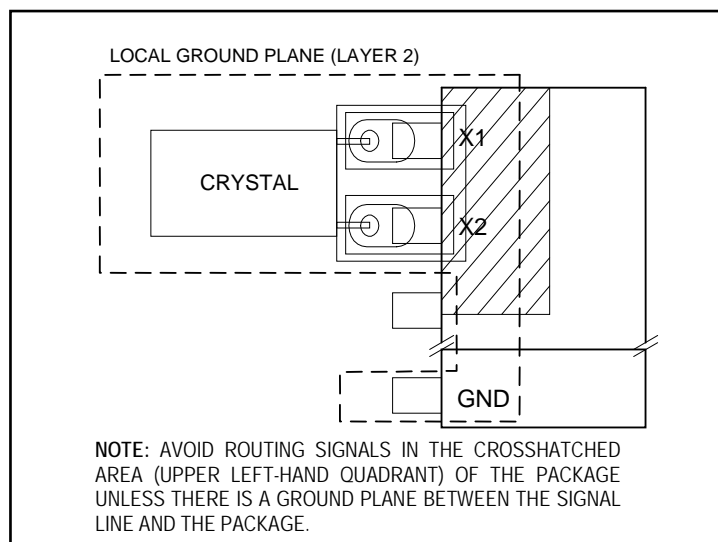 LOCAL GROUND PLANE (LAYER 2)
X1
CRYSTAL
X2
GND
NOTE: AVOID ROUTING SIGNALS IN THE CROSSHATCHED
AREA (UPPER LEFT-HAND QUADRANT) OF THE PACKAGE
UNLESS THERE IS A GROUND PLANE BETWEEN THE SIGNAL
LINE AND THE PACKAGE.